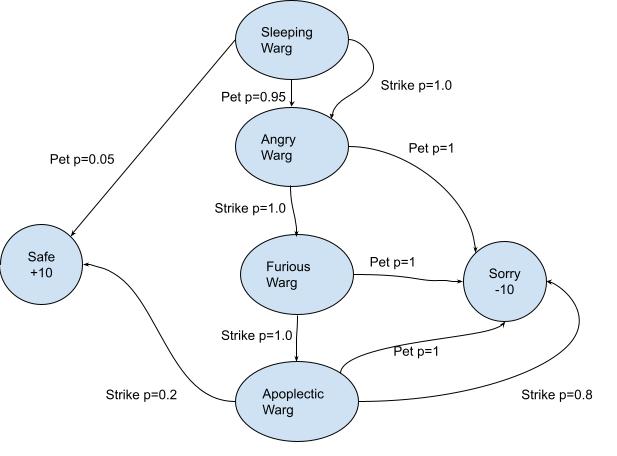 Sleeping
Warg
Pet p=0.95
Strike p=1.0
Angry
Warg
Pet p=1
Pet p=0.05
Strike p=1.0
Safe
+10
Furious
Warg
Pet p=1
Sorry
-10
Strike p=1.0
Pet p=1
Apoplectic
Warg
Strike p=0.2
Strike p=0.8